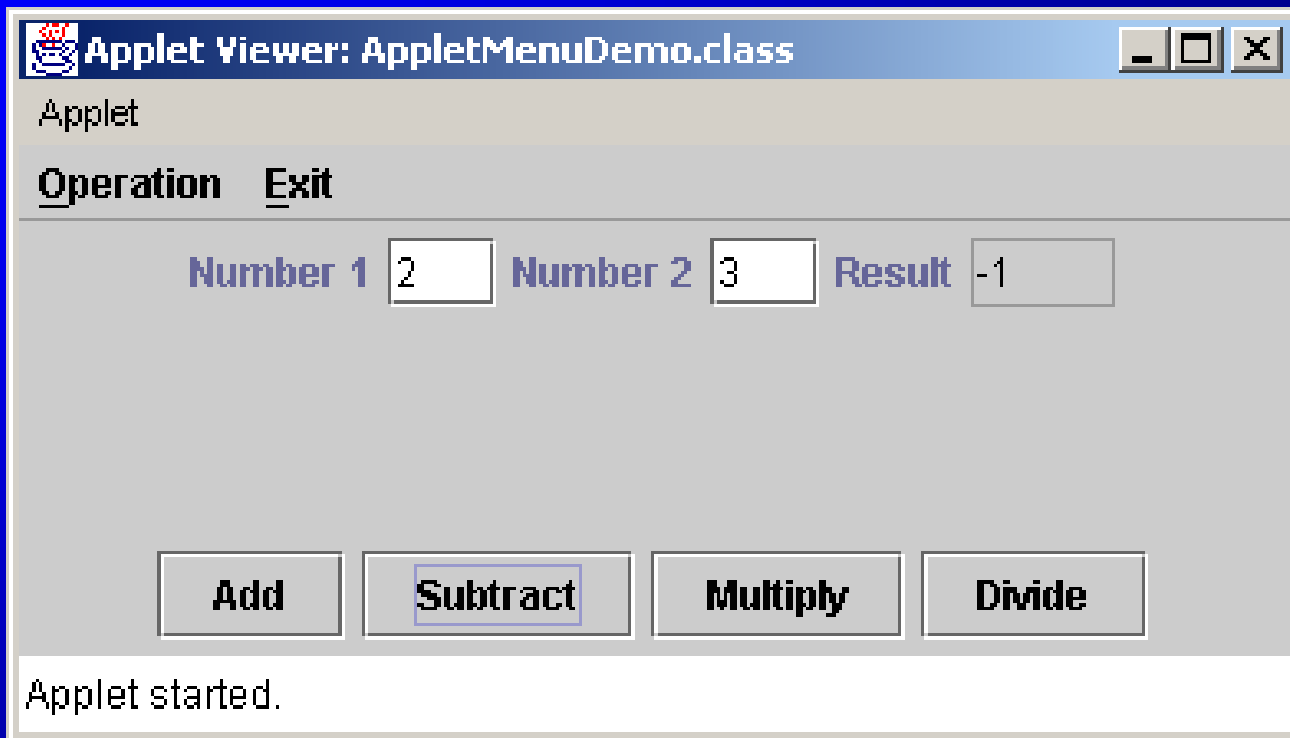 Applet Viewer: AppletMenuDemo.class
Applet
Operation Exit
Number 1 2 Number 2 3 Result -1
Add Subtract Multiply Divide
Applet started.